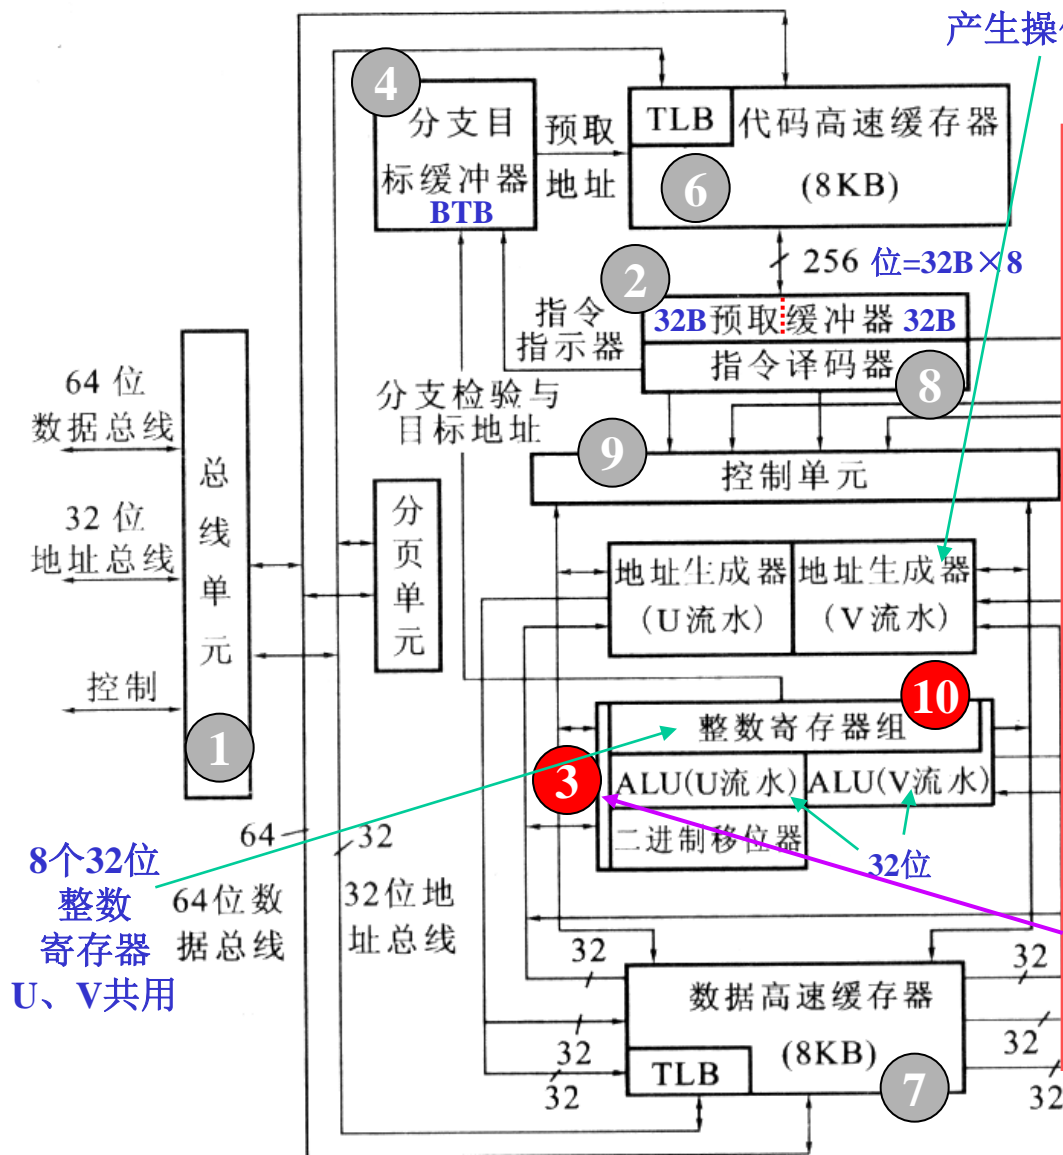 产生操
4
分支目
标缓冲器
BTB
预取
地址
TLB
代码高速缓存器
(8KB)
6
256 位=32B×8
2
32B 预取缓冲器 32B
指令译码器
8
指令
指示器
分支检验与
目标地址
64 位
数据总线
32 位
地址总线
控制
总线单元
1
分页单元
9
控制单元
地址生成器
(U流水)
地址生成器
(V流水)
10
整数寄存器组
3
ALU(U流水)
ALU(V流水)
二进制移位器
32位
64
32
8个32位
整数
寄存器
U、V共用
64位数
据总线
32位地
址总线
32
32
32
32
32
数据高速缓存器
(8KB)
TLB
7
32